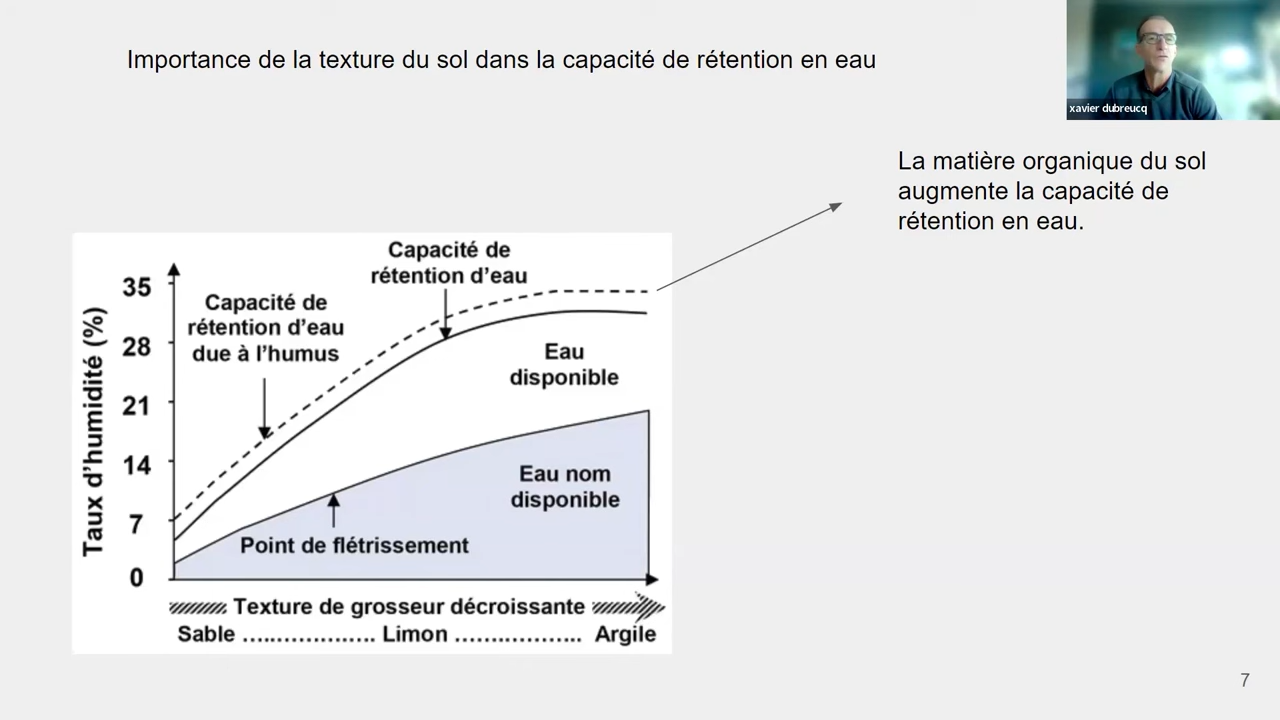 Importance de la texture du sol dans la capacité de rétention en eau
xavier dubreucq
La matière organique du sol
augmente la capacité de
rétention en eau.
Capacité de
rétention d'eau
Capacité de
rétention d'eau
due à l'humus
Taux d'humidité (%)
35
28
21
14
7
0
Eau
disponible
Eau nom
disponible
Point de flétrissement
Texture de grosseur décroissante
Sable ................. Limon ................. Argile
7